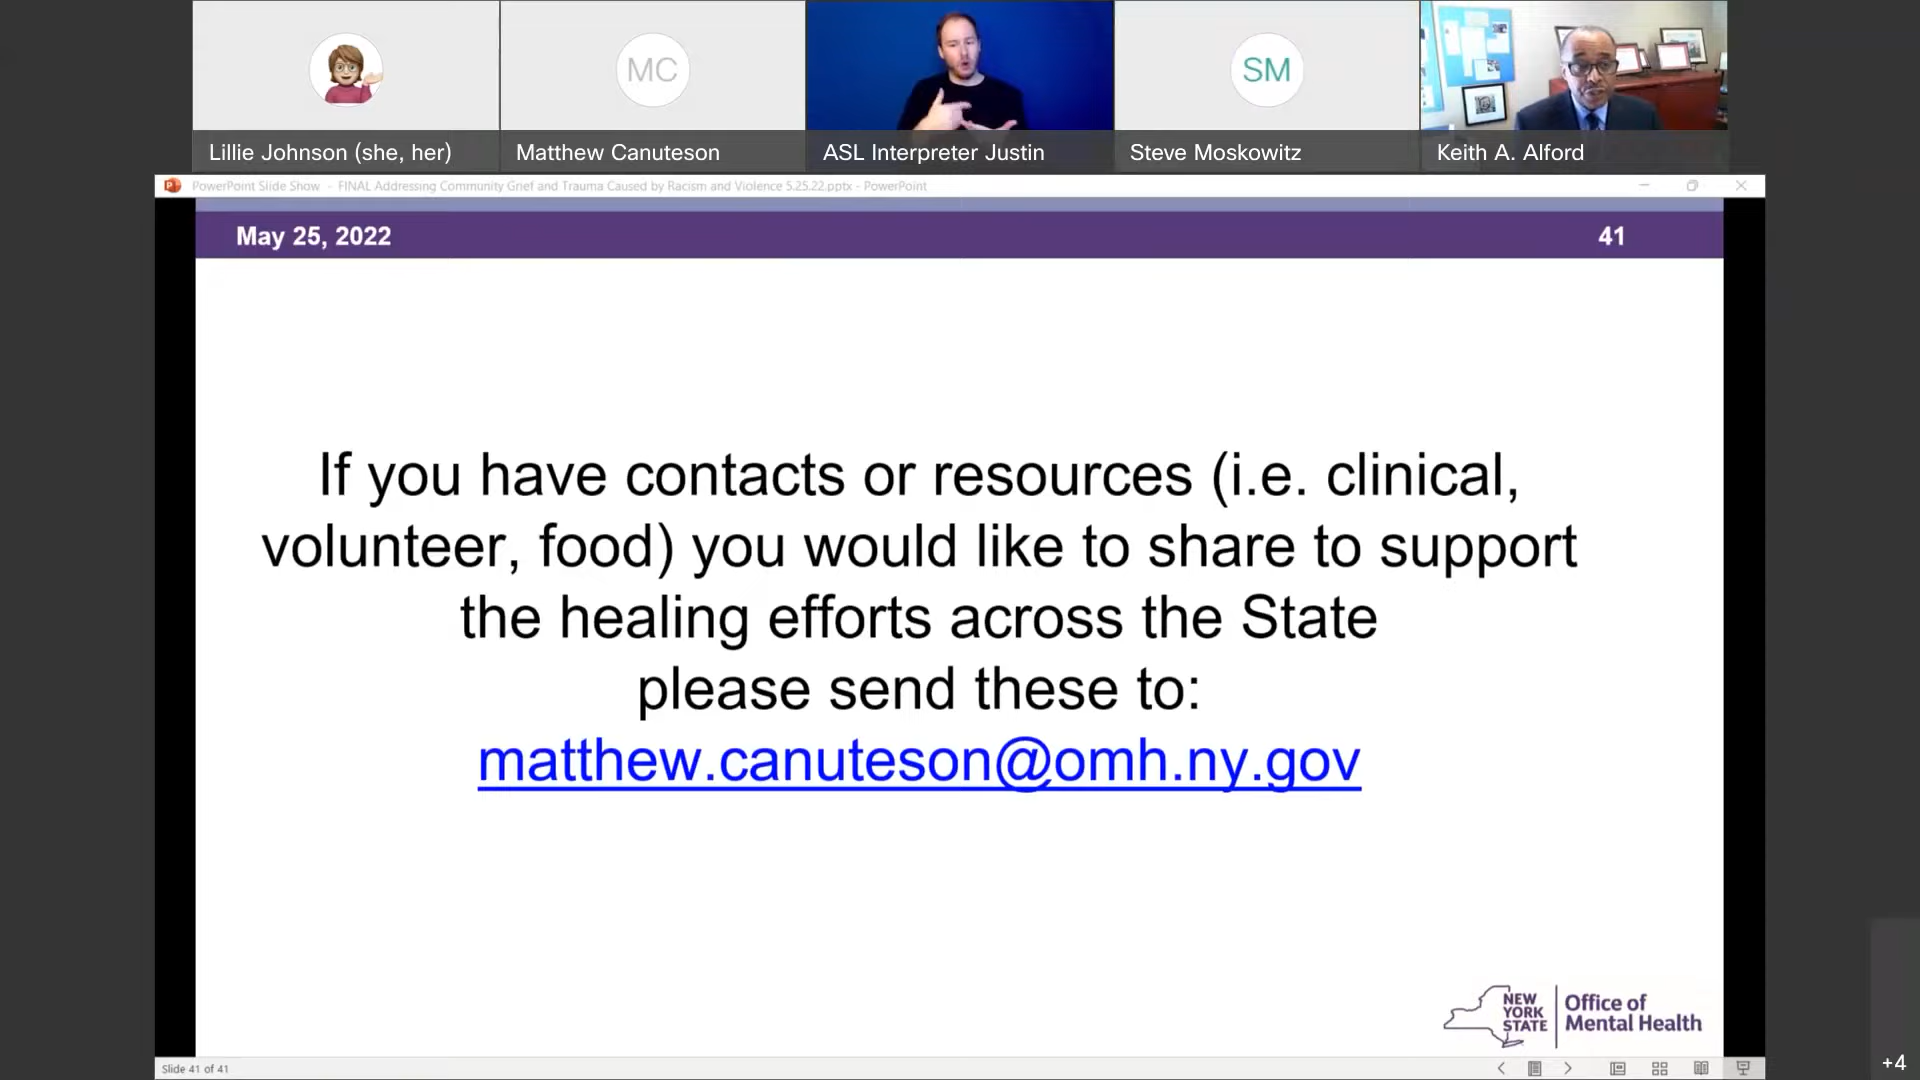 MC
SM
Lillie Johnson (she, her)
Matthew Canuteson
ASL Interpreter Justin
Steve Moskowitz
Keith A. Alford
PowerPoint Slide Show - FINAL Addressing Community Grief and Trauma Caused by Racism and Violence 5.25.22.pptx - PowerPoint
May 25, 2022
41
If you have contacts or resources (i.e. clinical,
volunteer, food) you would like to share to support
the healing efforts across the State
please send these to:
matthew.canuteson@omh.ny.gov
NEW
YORK
STATE
Office of
Mental Health
Slide 41 of 41
+4